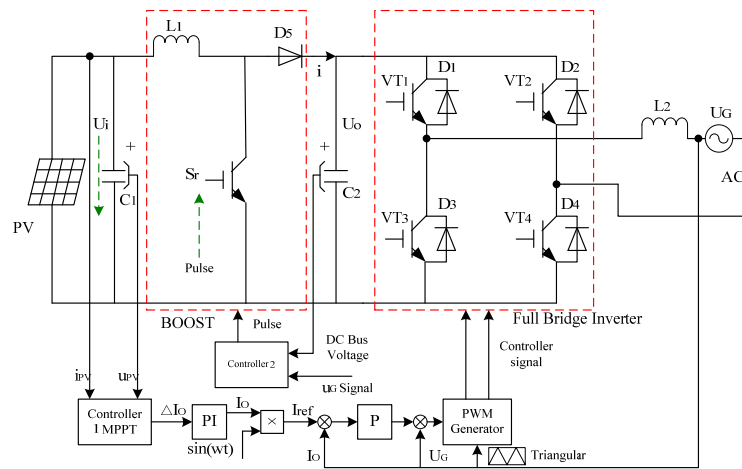 L1
D5
i
D1
D2
VT1
VT2
L2
UG
Ui
+
Uo
+
Sr
C1
C2
AC
PV
D3
D4
VT3
VT4
Pulse
BOOST
Pulse
Full Bridge Inverter
DC Bus
Voltage
Controller
signal
Controller 2
iPV
uPV
uG Signal
Controller
1 MPPT
△IO
PI
IO
×
Iref
P
PWM
Generator
sin(wt)
IO
UG
Triangular